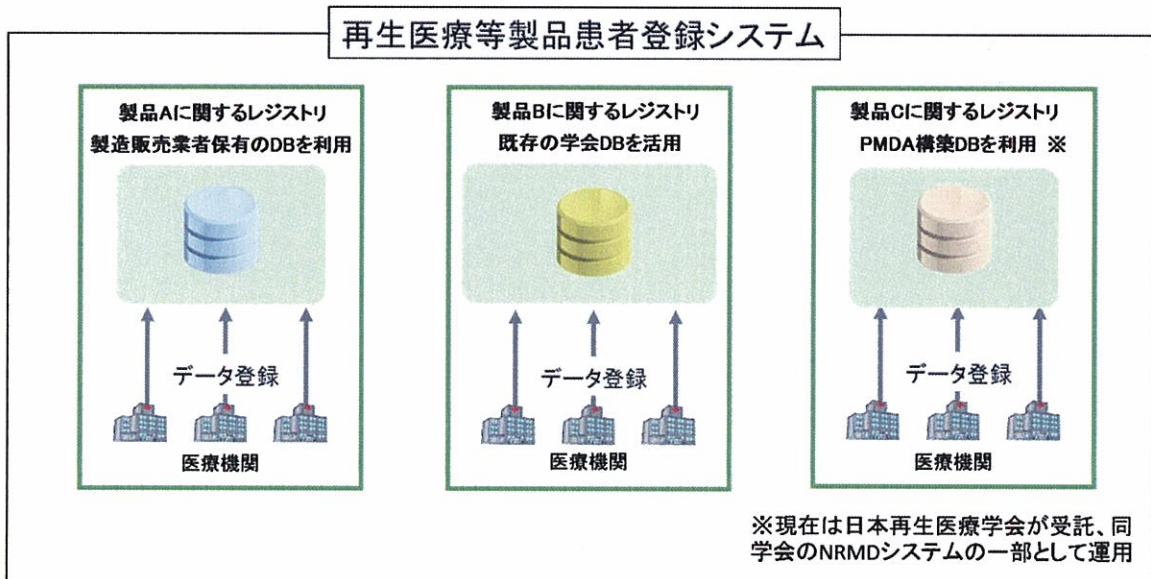 再生医療等製品患者登録システム
製品Aに関するレジストリ
製造販売業者保有のDBを利用
データ登録
医療機関
製品Bに関するレジストリ
既存の学会DBを活用
データ登録
医療機関
製品Cに関するレジストリ
PMDA構築DBを利用 ※
データ登録
医療機関
※現在は日本再生医療学会が受託、同
学会のNRMDシステムの一部として運用